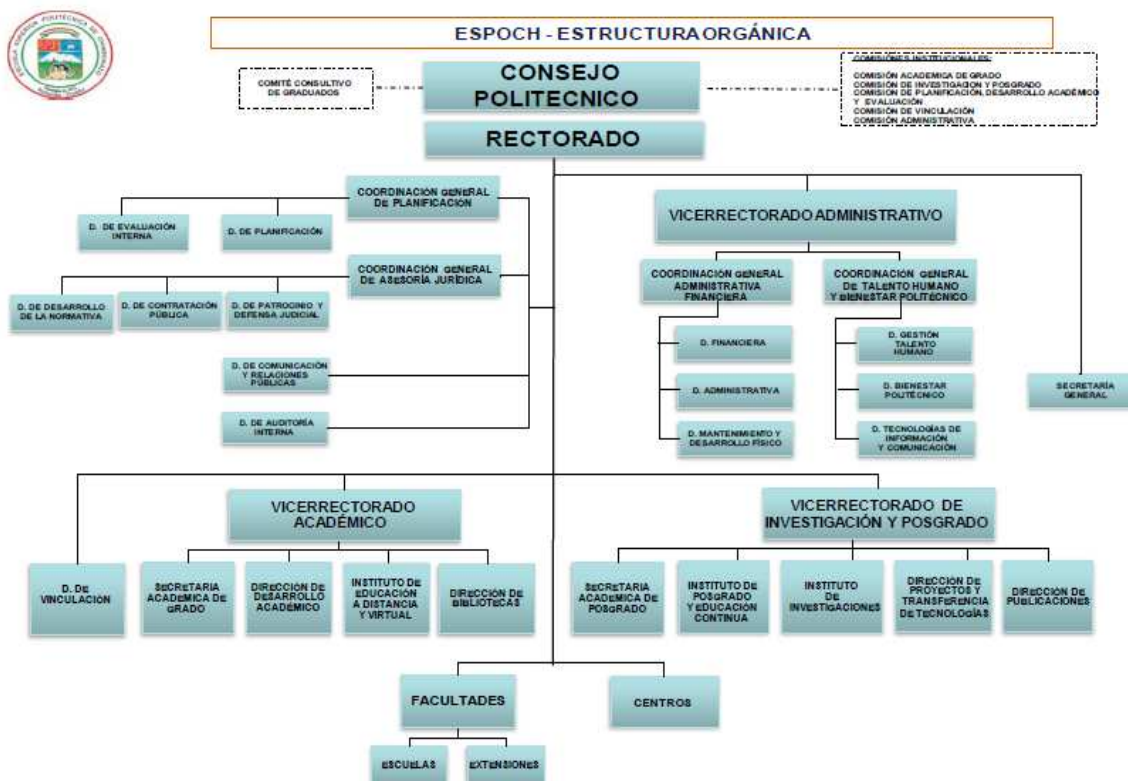 ESCUELA SUPERIOR POLITÉCNICA DE CHIMBORAZO
ESPOCH - ESTRUCTURA ORGÁNICA
COMITÉ CONSULTIVO
DE GRADUADOS
CONSEJO
POLITECNICO
COMISIÓNES INSTITUCIONALES:
COMISIÓN ACADEMICA DE GRADO
COMISIÓN DE INVESTIGACION Y POSGRADO
COMISIÓN DE PLANIFICACIÓN, DESARROLLO ACADÉMICO
Y EVALUACIÓN
COMISIÓN DE VINCULACIÓN
COMISIÓN ADMINISTRATIVA
RECTORADO
COORDINACIÓN GENERAL
DE PLANIFICACIÓN
D. DE EVALUACIÓN
INTERNA
D. DE PLANIFICACIÓN
COORDINACIÓN GENERAL
DE ASESORÍA JURÍDICA
D. DE DESARROLLO
DE LA NORMATIVA
D. DE CONTRATACIÓN
PÚBLICA
D. DE PATROCINIO Y
DEFENSA JUDICIAL
D. DE COMUNICACIÓN
Y RELACIONES
PÚBLICAS
D. DE AUDITORÍA
INTERNA
VICERRECTORADO ADMINISTRATIVO
COORDINACIÓN GENERAL
ADMINISTRATIVA
FINANCIERA
COORDINACIÓN GENERAL
DE TALENTO HUMANO
Y BIENESTAR POLITÉCNICO
D. FINANCIERA
D. ADMINISTRATIVA
D. MANTENIMIENTO Y
DESARROLLO FÍSICO
D. GESTIÓN
TALENTO
HUMANO
D. BIENESTAR
POLITÉCNICO
D. TECNOLOGÍAS DE
INFORMACIÓN
Y COMUNICACIÓN
SECRETARÍA
GENERAL
VICERRECTORADO
ACADÉMICO
VICERRECTORADO DE
INVESTIGACIÓN Y POSGRADO
D. DE
VINCULACIÓN
SECRETARIA
ACADEMICA DE
GRADO
DIRECCIÓN DE
DESARROLLO
ACADÉMICO
INSTITUTO DE
EDUCACIÓN
A DISTANCIA
Y VIRTUAL
DIRECCIÓN DE
BIBLIOTECAS
SECRETARIA
ACADEMICA DE
POSGRADO
INSTITUTO DE
POSGRADO
Y EDUCACIÓN
CONTINUA
INSTITUTO
DE
INVESTIGACIONES
DIRECCIÓN DE
PROYECTOS Y
TRANSFERENCIA
DE TECNOLOGÍAS
DIRECCIÓN DE
PUBLICACIONES
FACULTADES
CENTROS
ESCUELAS
EXTENSIONES